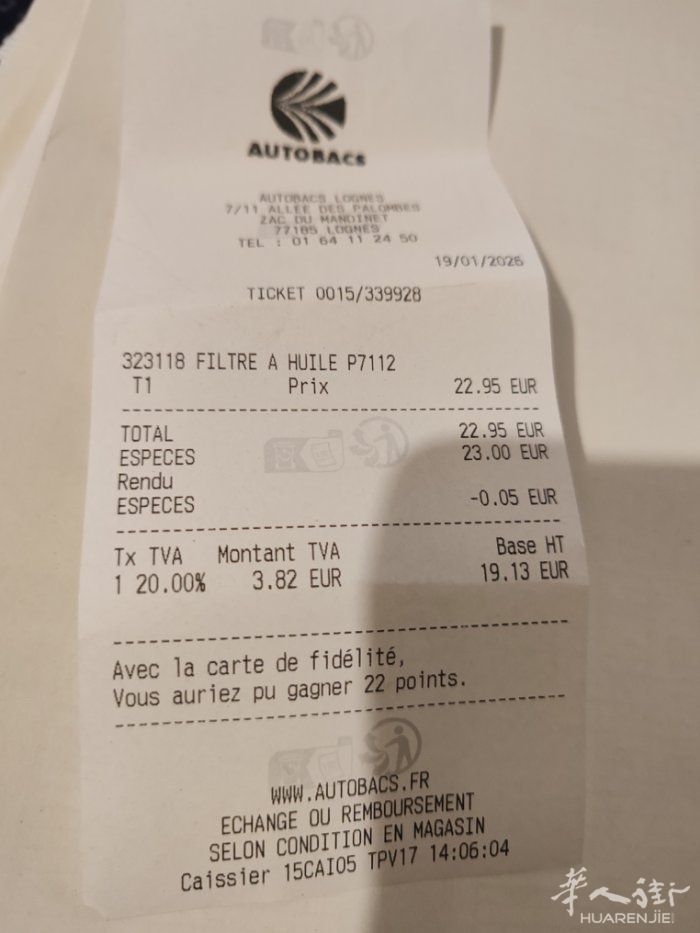 AUTOBACS
AUTOBACS LOGNES
7/11 ALLEE DES PALOMBES
ZAC DU MANDINET
77185 LOGNES
TEL : 01 64 11 24 50
19/01/2026
TICKET 0015/339928
323118 FILTRE A HUILE P7112
T1 Prix 22.95 EUR
TOTAL 22.95 EUR
ESPECES 23.00 EUR
Rendu
ESPECES -0.05 EUR
Tx TVA Montant TVA Base HT
1 20.00% 3.82 EUR 19.13 EUR
Avec la carte de fidélité,
Vous auriez pu gagner 22 points.
WWW.AUTOBACS.FR
ECHANGE OU REMBOURSEMENT
SELON CONDITION EN MAGASIN
Caissier 15CAI05 TPV17 14:06:04
华人街
HUARENJIE